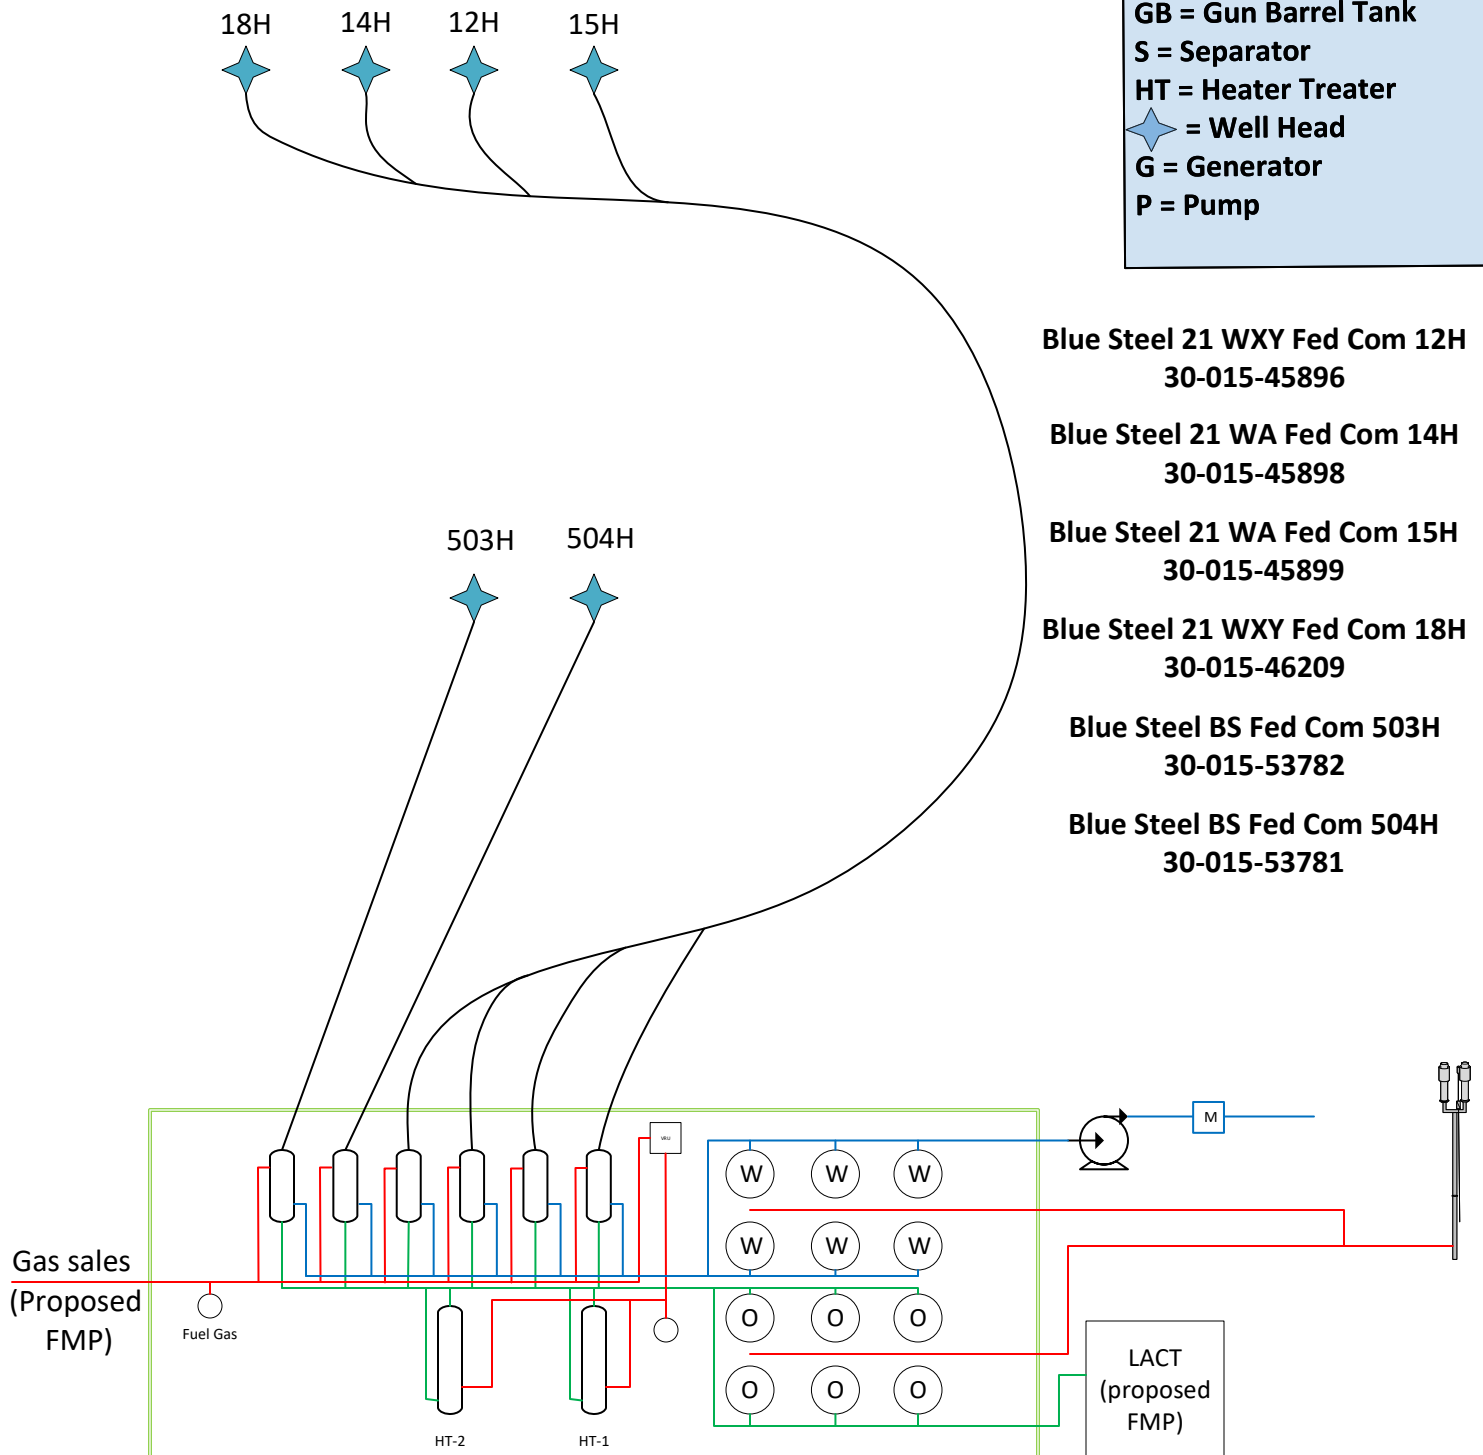 18H 14H 12H 15H
GB = Gun Barrel Tank
S = Separator
HT = Heater Treater
= Well Head
G = Generator
P = Pump
Blue Steel 21 WXY Fed Com 12H
30-015-45896
Blue Steel 21 WA Fed Com 14H
30-015-45898
Blue Steel 21 WA Fed Com 15H
30-015-45899
Blue Steel 21 WXY Fed Com 18H
30-015-46209
Blue Steel BS Fed Com 503H
30-015-53782
Blue Steel BS Fed Com 504H
30-015-53781
503H 504H
VRU
M
W W W
W W W
O O O
O O O
Gas sales
(Proposed
FMP)
Fuel Gas
HT-2
HT-1
LACT
(proposed
FMP)